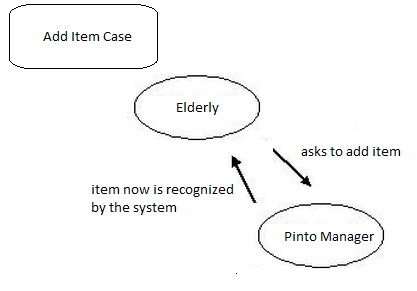 Add Item Case
Elderly
asks to add item
item now is recognized
by the system
Pinto Manager